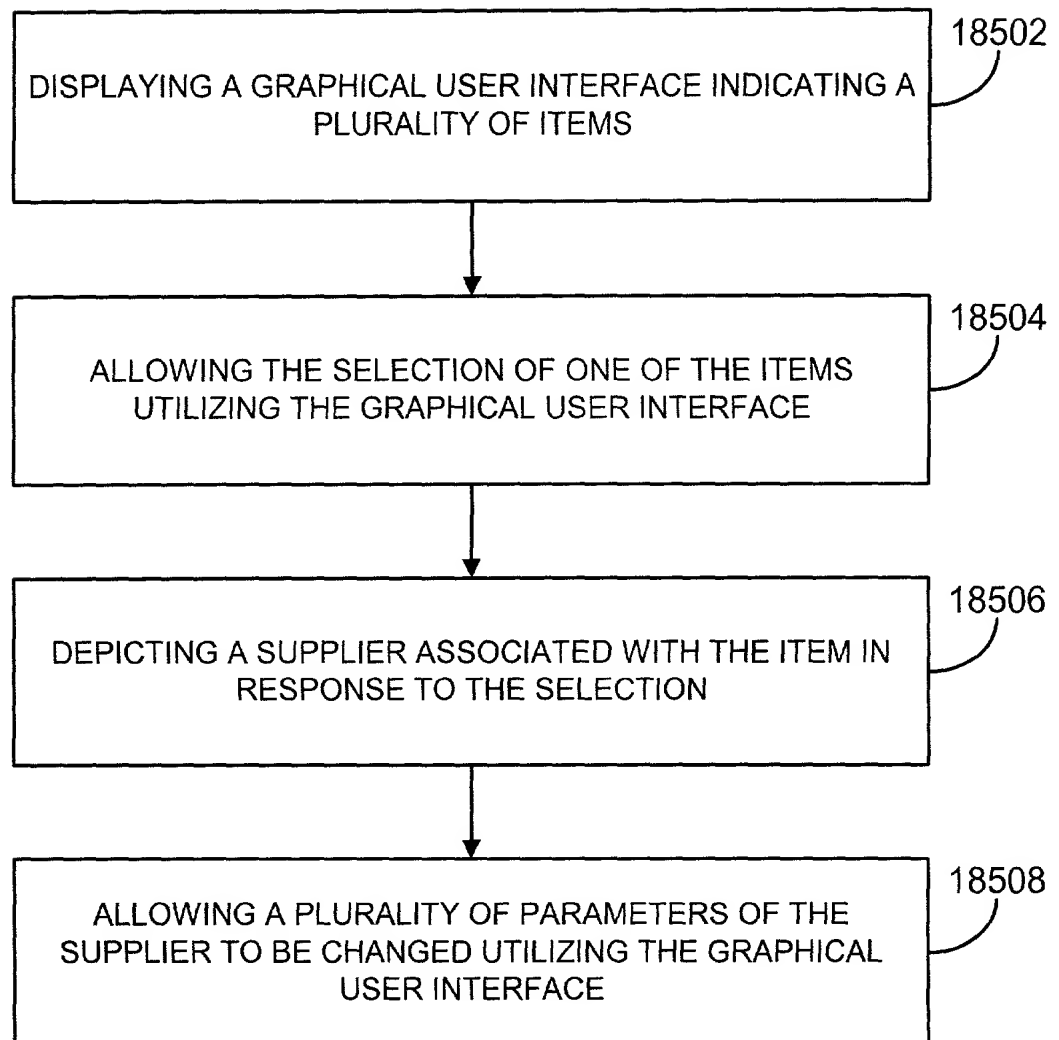 18502
DISPLAYING A GRAPHICAL USER INTERFACE INDICATING A
PLURALITY OF ITEMS
18504
ALLOWING THE SELECTION OF ONE OF THE ITEMS
UTILIZING THE GRAPHICAL USER INTERFACE
18506
DEPICTING A SUPPLIER ASSOCIATED WITH THE ITEM IN
RESPONSE TO THE SELECTION
18508
ALLOWING A PLURALITY OF PARAMETERS OF THE
SUPPLIER TO BE CHANGED UTILIZING THE GRAPHICAL
USER INTERFACE